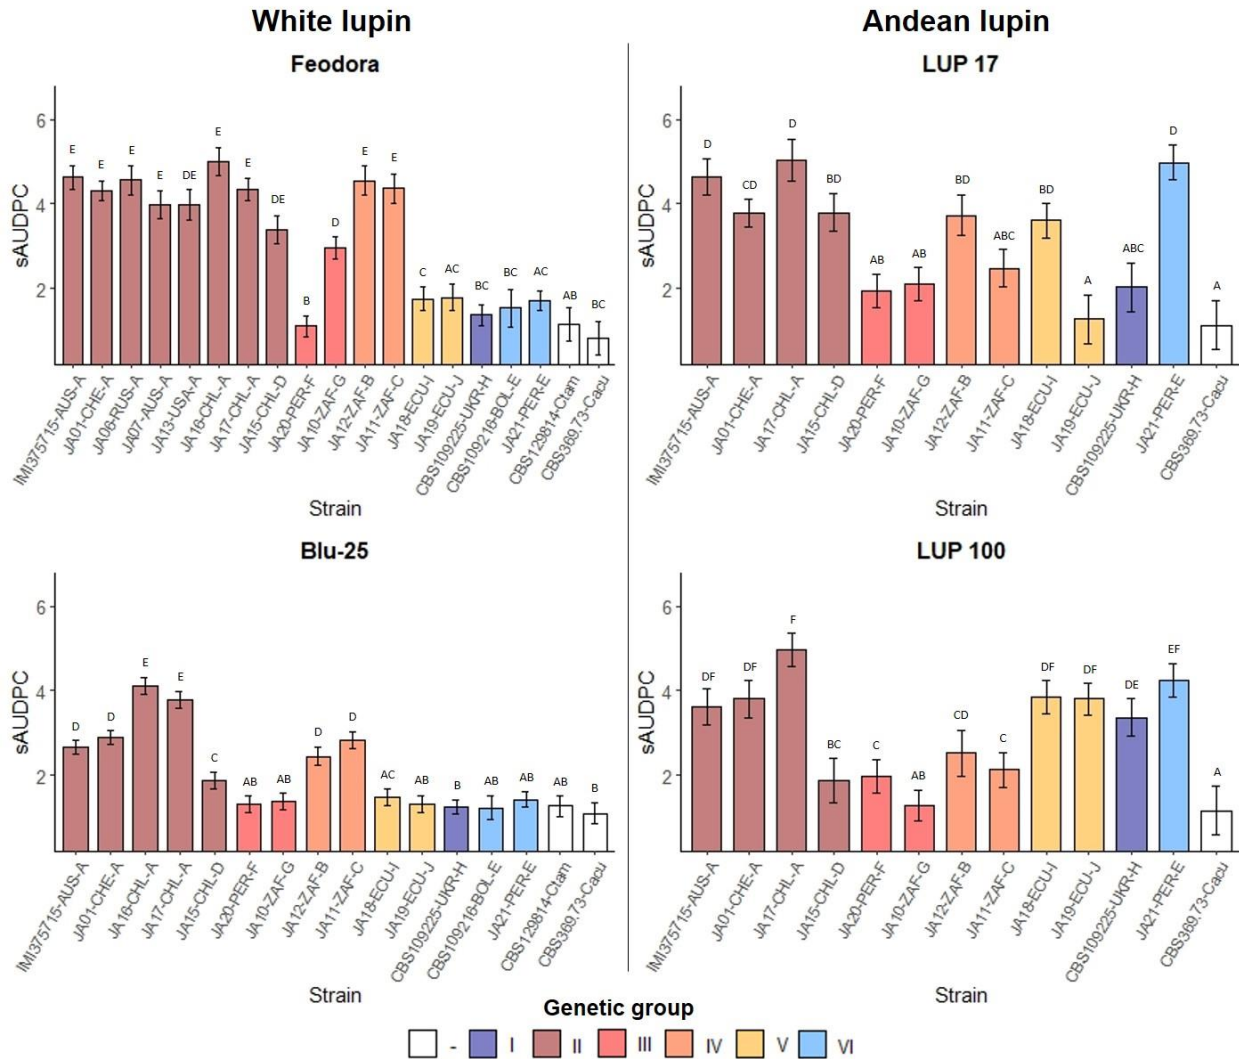 White lupin
Andean lupin
Feodora
sAUDPC
6
4
2
E
E
E
E
DE
E
E
DE
B
D
E
E
C
AC
BC
BC
AC
AB
BC
IMI375715-AUS-A
JA01-CHE-A
JA06-RUS-A
JA07-AUS-A
JA13-USA-A
JA16-CHL-A
JA17-CHL-A
JA15-CHL-D
JA20-PER-F
JA10-ZAF-G
JA12-ZAF-B
JA11-ZAF-C
JA18-ECU-I
JA19-ECU-J
CBS109225-UKR-H
CBS109216-BOL-E
JA21-PER-E
CBS129814-Ctam
CBS369.73-Cacu
Strain
LUP 17
sAUDPC
6
4
2
D
CD
D
BD
AB
AB
BD
ABC
BD
A
ABC
D
A
IMI375715-AUS-A
JA01-CHE-A
JA17-CHL-A
JA15-CHL-D
JA20-PER-F
JA10-ZAF-G
JA12-ZAF-B
JA11-ZAF-C
JA18-ECU-I
JA19-ECU-J
CBS109225-UKR-H
JA21-PER-E
CBS369.73-Cacu
Strain
Blu-25
sAUDPC
6
4
2
D
D
E
E
C
AB
AB
D
D
AC
AB
B
AB
AB
AB
B
IMI375715-AUS-A
JA01-CHE-A
JA16-CHL-A
JA17-CHL-A
JA15-CHL-D
JA20-PER-F
JA10-ZAF-G
JA12-ZAF-B
JA11-ZAF-C
JA18-ECU-I
JA19-ECU-J
CBS109225-UKR-H
CBS109216-BOL-E
JA21-PER-E
CBS129814-Ctam
CBS369.73-Cacu
Strain
LUP 100
sAUDPC
6
4
2
DF
DF
F
BC
C
AB
CD
C
DF
DF
DE
EF
A
IMI375715-AUS-A
JA01-CHE-A
JA17-CHL-A
JA15-CHL-D
JA20-PER-F
JA10-ZAF-G
JA12-ZAF-B
JA11-ZAF-C
JA18-ECU-I
JA19-ECU-J
CBS109225-UKR-H
JA21-PER-E
CBS369.73-Cacu
Strain
Genetic group
- I II III IV V VI